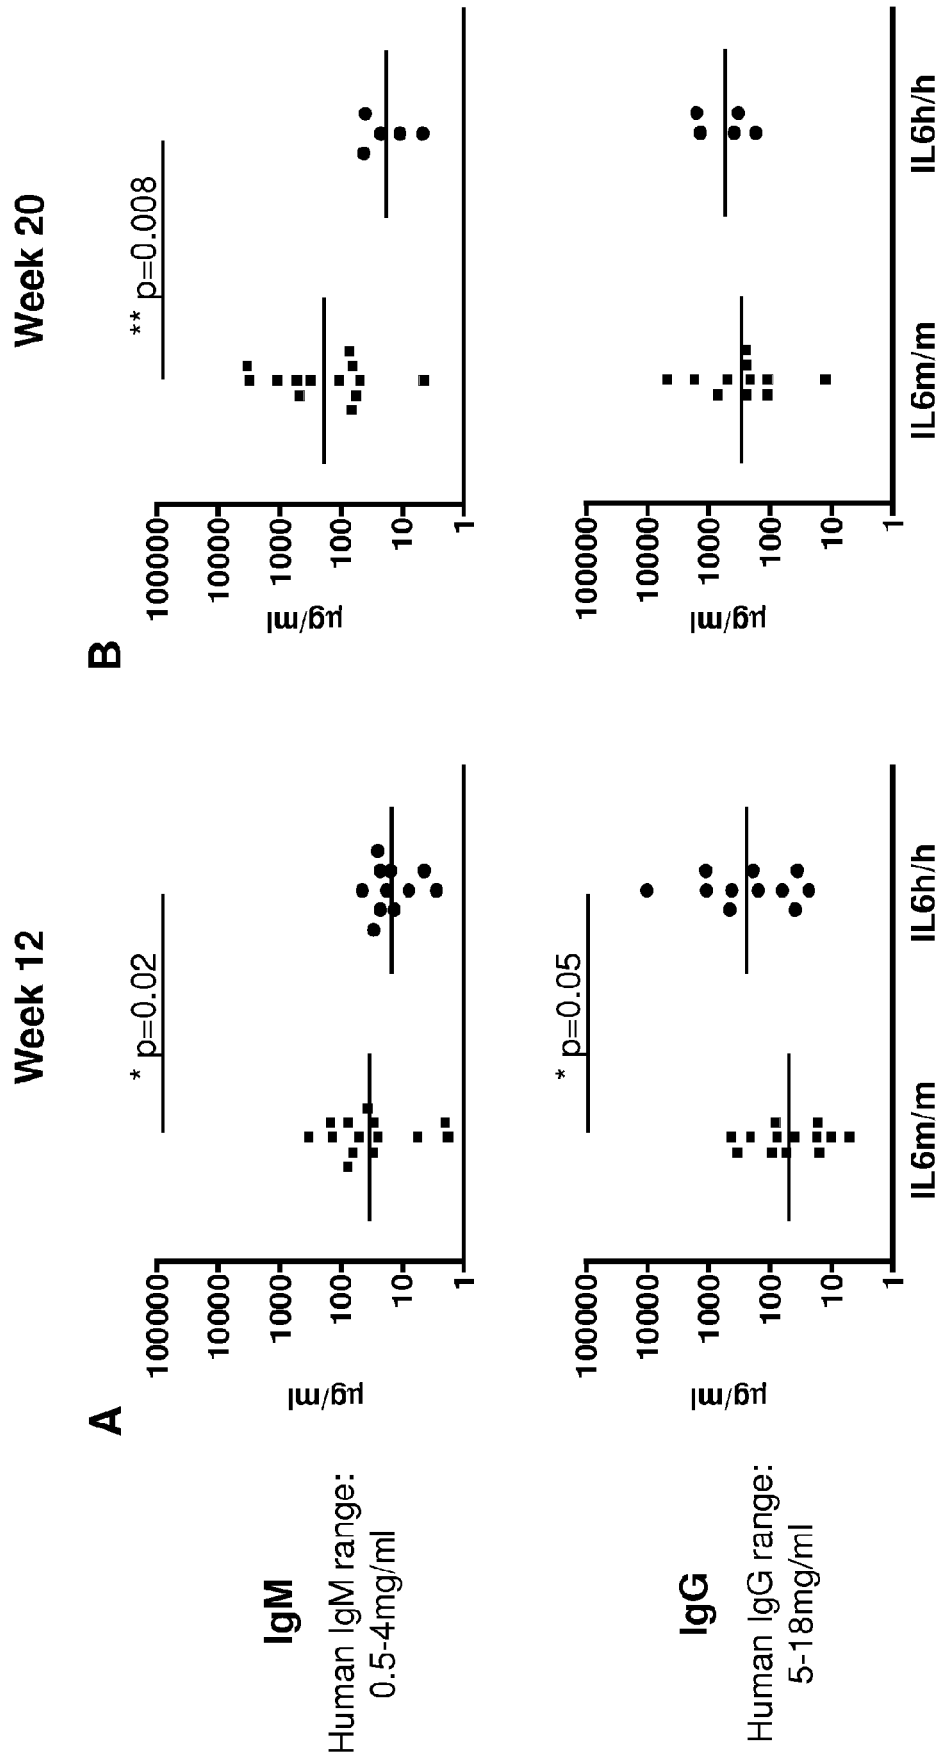 Week 12
Week 20
A
B
IgM
Human IgM range:
0.5-4mg/ml
µg/ml
100000
10000
1000
100
10
1
* p=0.02
µg/ml
100000
10000
1000
100
10
1
** p=0.008
IgG
Human IgG range:
5-18mg/ml
µg/ml
100000
10000
1000
100
10
1
* p=0.05
IL6m/m
IL6h/h
µg/ml
100000
10000
1000
100
10
1
IL6m/m
IL6h/h